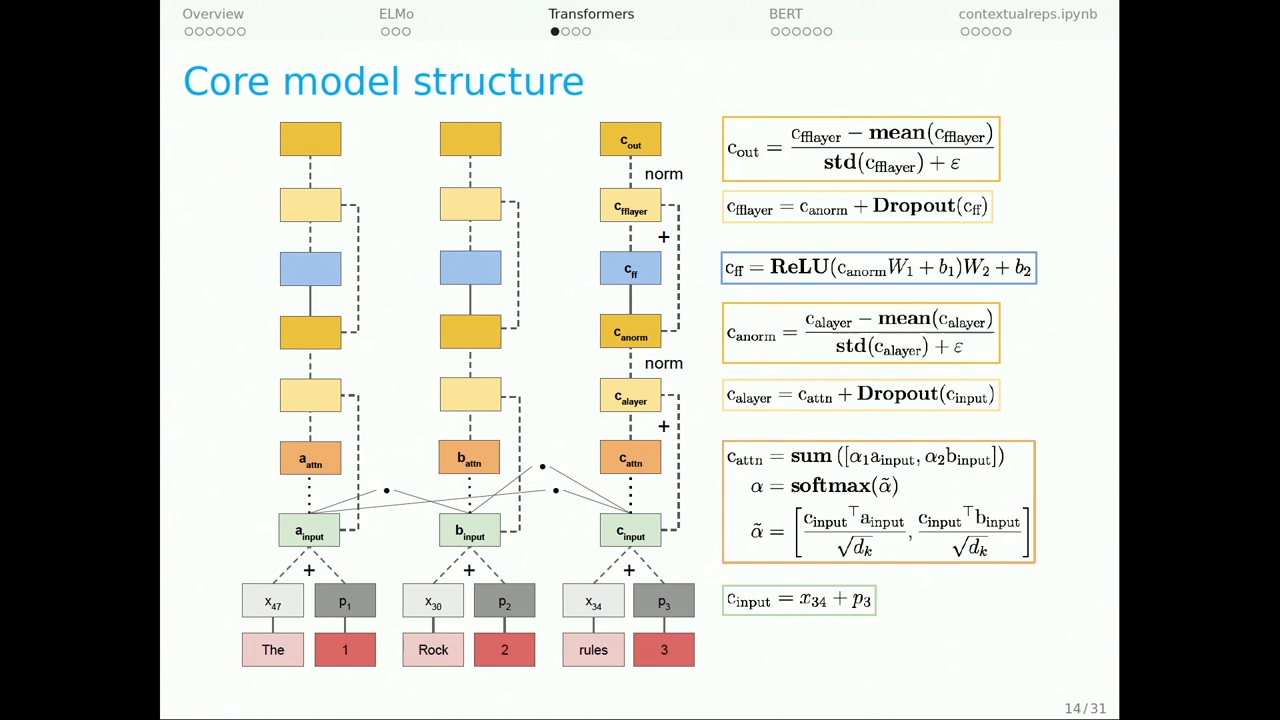 Overview ELMo Transformers BERT contextualreps.ipynb
Core model structure
c_out
norm
c_fflayer
+
c_ff
c_anorm
norm
c_alayer
+
a_attn b_attn c_attn
a_input b_input c_input
+ + +
x_47 p_1 x_30 p_2 x_34 p_3
The 1 Rock 2 rules 3
c_out = (c_fflayer − mean(c_fflayer)) / (std(c_fflayer) + ε)
c_fflayer = c_anorm + Dropout(c_ff)
c_ff = ReLU(c_anorm W_1 + b_1)W_2 + b_2
c_anorm = (c_alayer − mean(c_alayer)) / (std(c_alayer) + ε)
c_alayer = c_attn + Dropout(c_input)
c_attn = sum ([α_1 a_input, α_2 b_input])
α = softmax(α̃)
α̃ = [c_input⊤ a_input / √d_k, c_input⊤ b_input / √d_k]
c_input = x_34 + p_3
14 / 31